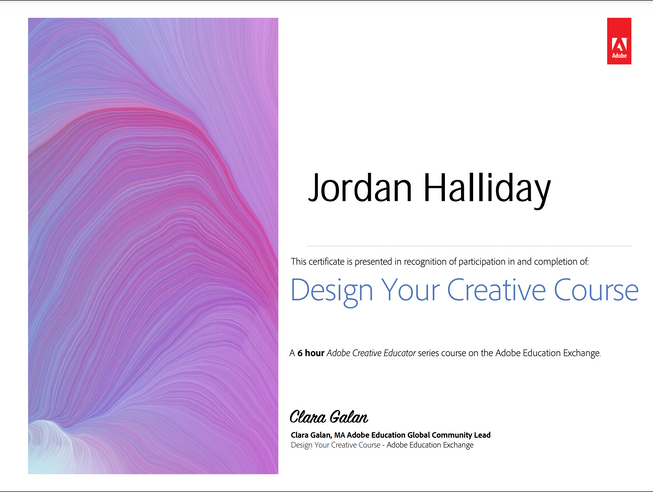 Adobe
Jordan Halliday
This certificate is presented in recognition of participation in and completion of:
Design Your Creative Course
A 6 hour Adobe Creative Educator series course on the Adobe Education Exchange.
Clara Galan
Clara Galan, MA Adobe Education Global Community Lead
Design Your Creative Course - Adobe Education Exchange